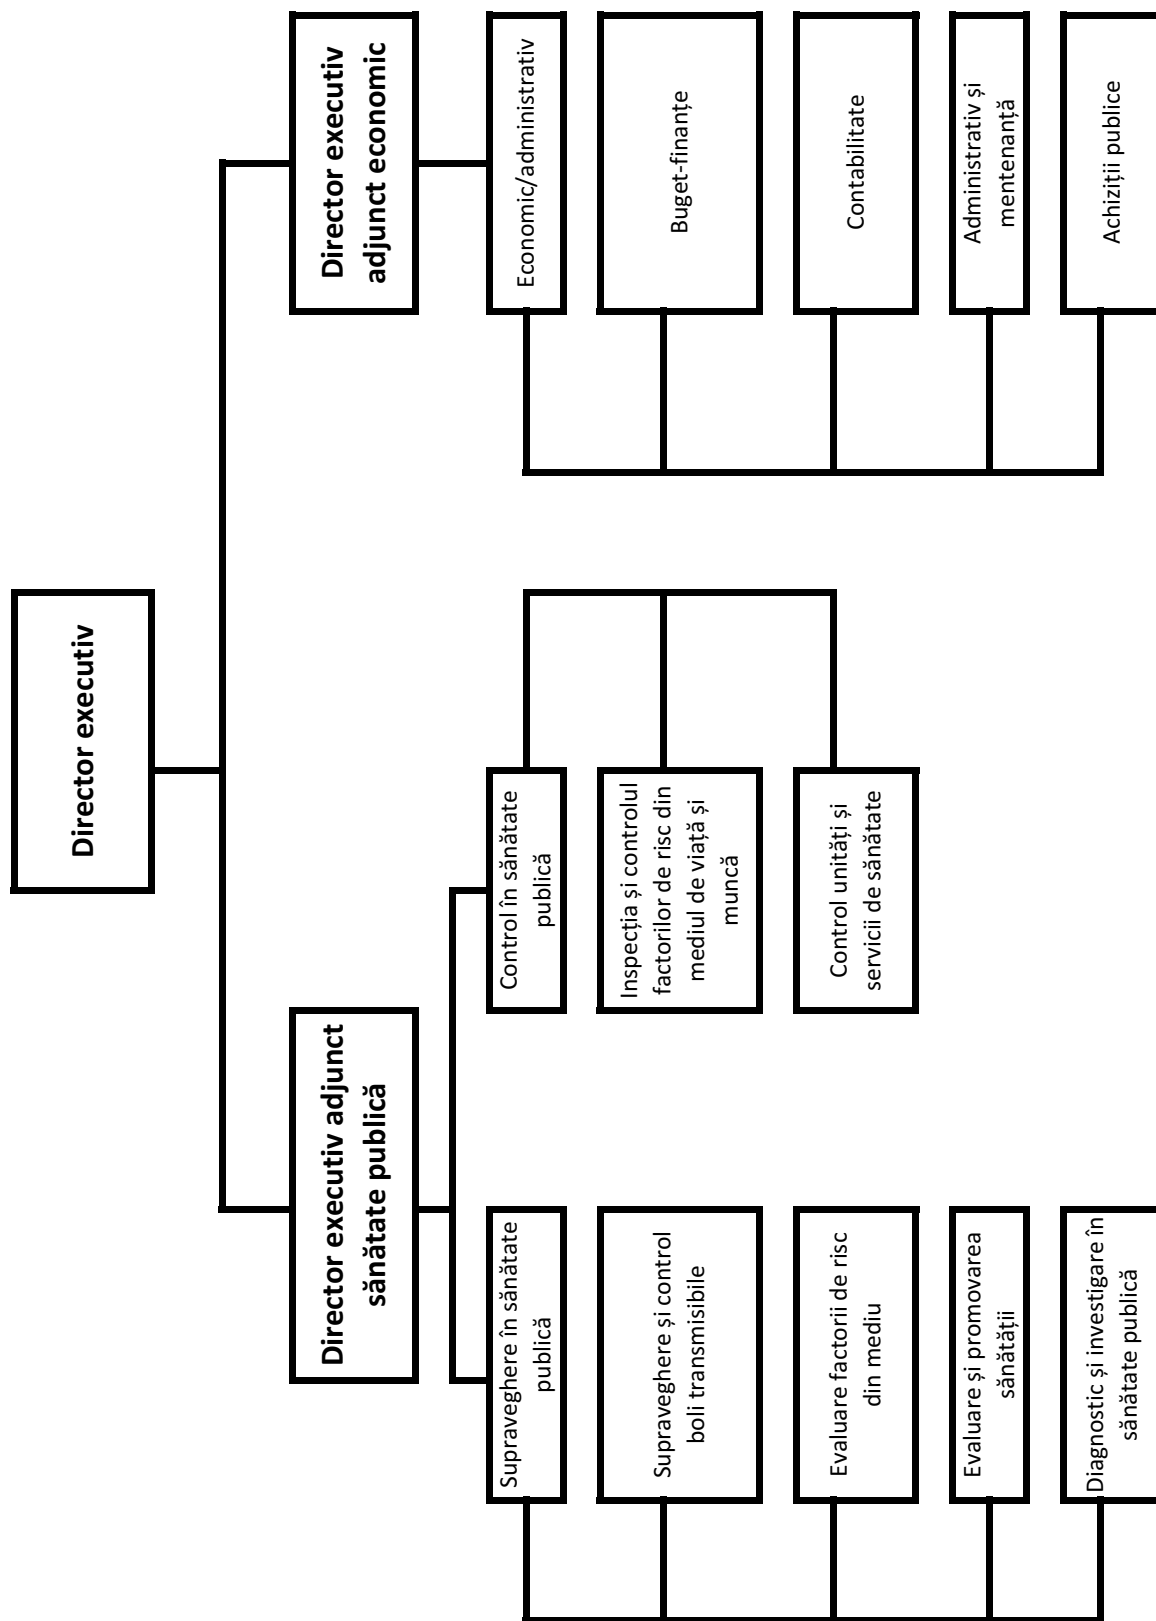 Director executiv
Director executiv adjunct
sănătate publică
Director executiv
adjunct economic
Supraveghere în sănătate
publică
Supraveghere și control
boli transmisibile
Evaluare factorii de risc
din mediu
Evaluare și promovarea
sănătății
Diagnostic și investigare în
sănătate publică
Control în sănătate
publică
Inspecția și controlul
factorilor de risc din
mediul de viață și
muncă
Control unități și
servicii de sănătate
Economic/administrativ
Buget-finanțe
Contabilitate
Administrativ și
mentenanță
Achiziții publice